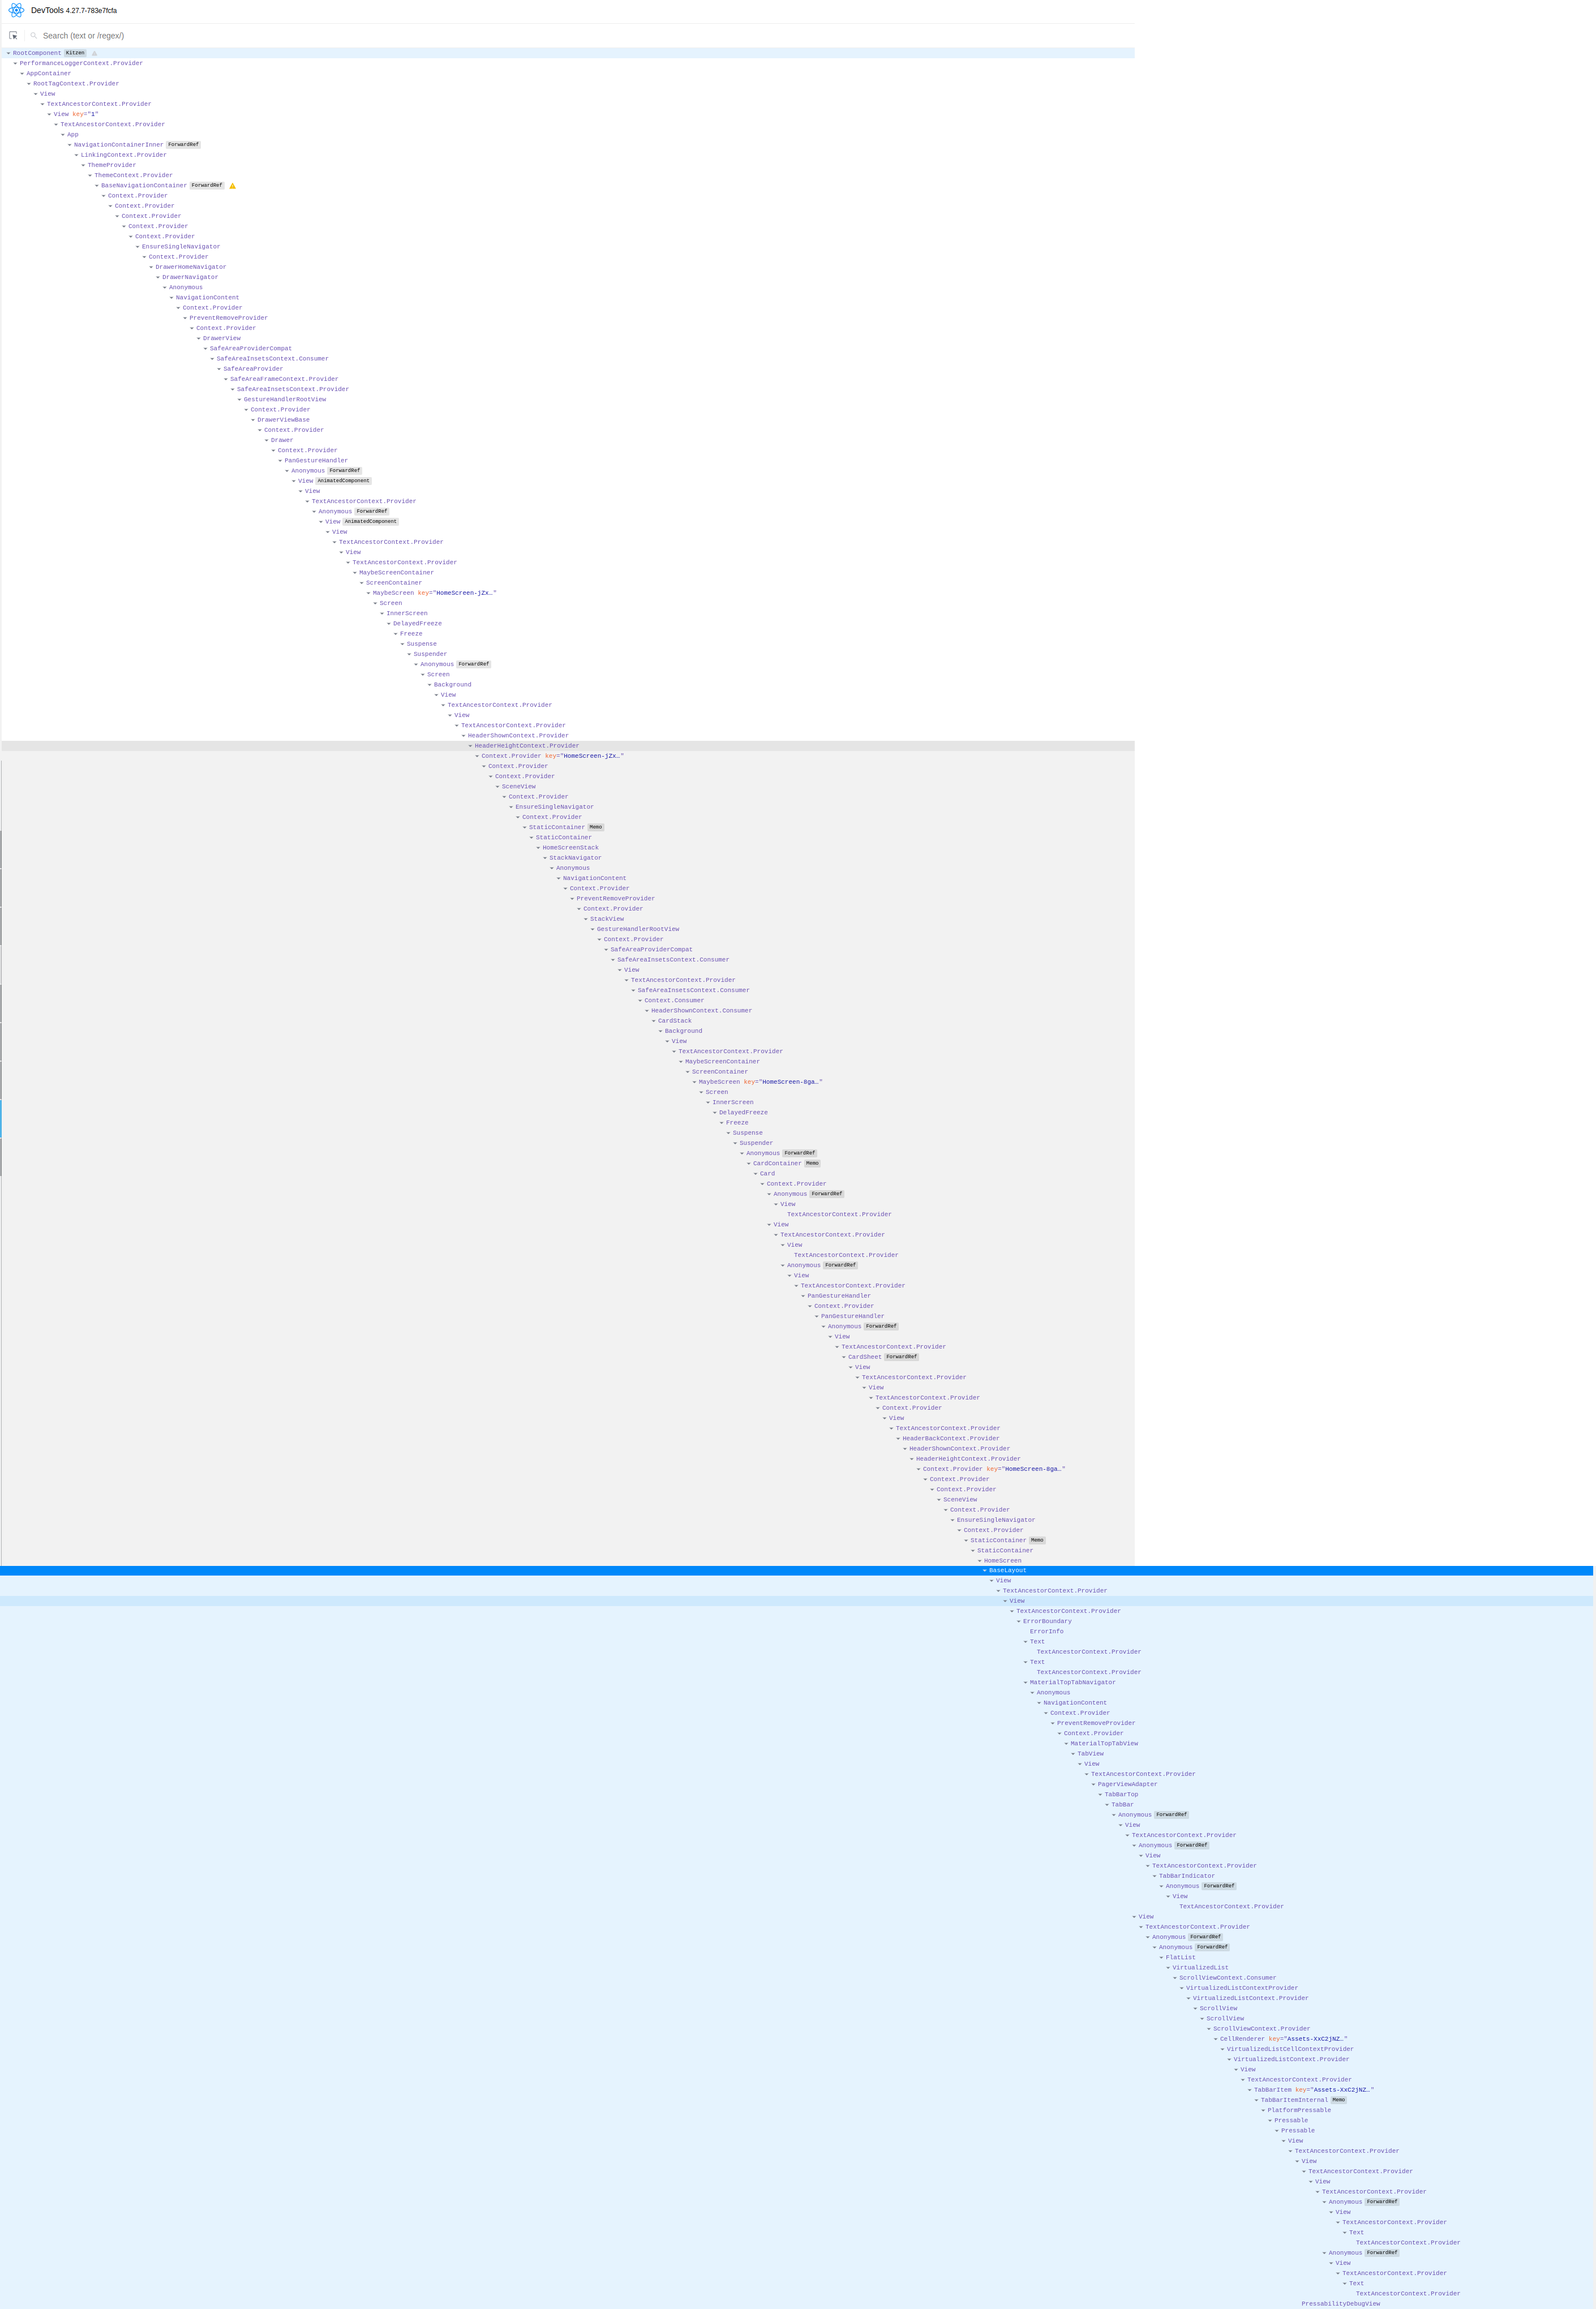 DevTools 4.27.7-783e7fcfa
Search (text or /regex/)
RootComponent Kitzen
PerformanceLoggerContext.Provider
AppContainer
RootTagContext.Provider
View
TextAncestorContext.Provider
View key="1"
TextAncestorContext.Provider
App
NavigationContainerInner ForwardRef
LinkingContext.Provider
ThemeProvider
ThemeContext.Provider
BaseNavigationContainer ForwardRef
Context.Provider
Context.Provider
Context.Provider
Context.Provider
Context.Provider
EnsureSingleNavigator
Context.Provider
DrawerHomeNavigator
DrawerNavigator
Anonymous
NavigationContent
Context.Provider
PreventRemoveProvider
Context.Provider
DrawerView
SafeAreaProviderCompat
SafeAreaInsetsContext.Consumer
SafeAreaProvider
SafeAreaFrameContext.Provider
SafeAreaInsetsContext.Provider
GestureHandlerRootView
Context.Provider
DrawerViewBase
Context.Provider
Drawer
Context.Provider
PanGestureHandler
Anonymous ForwardRef
View AnimatedComponent
View
TextAncestorContext.Provider
Anonymous ForwardRef
View AnimatedComponent
View
TextAncestorContext.Provider
View
TextAncestorContext.Provider
MaybeScreenContainer
ScreenContainer
MaybeScreen key="HomeScreen-jZx…"
Screen
InnerScreen
DelayedFreeze
Freeze
Suspense
Suspender
Anonymous ForwardRef
Screen
Background
View
TextAncestorContext.Provider
View
TextAncestorContext.Provider
HeaderShownContext.Provider
HeaderHeightContext.Provider
Context.Provider key="HomeScreen-jZx…"
Context.Provider
Context.Provider
SceneView
Context.Provider
EnsureSingleNavigator
Context.Provider
StaticContainer Memo
StaticContainer
HomeScreenStack
StackNavigator
Anonymous
NavigationContent
Context.Provider
PreventRemoveProvider
Context.Provider
StackView
GestureHandlerRootView
Context.Provider
SafeAreaProviderCompat
SafeAreaInsetsContext.Consumer
View
TextAncestorContext.Provider
SafeAreaInsetsContext.Consumer
Context.Consumer
HeaderShownContext.Consumer
CardStack
Background
View
TextAncestorContext.Provider
MaybeScreenContainer
ScreenContainer
MaybeScreen key="HomeScreen-8ga…"
Screen
InnerScreen
DelayedFreeze
Freeze
Suspense
Suspender
Anonymous ForwardRef
CardContainer Memo
Card
Context.Provider
Anonymous ForwardRef
View
TextAncestorContext.Provider
View
TextAncestorContext.Provider
View
TextAncestorContext.Provider
Anonymous ForwardRef
View
TextAncestorContext.Provider
PanGestureHandler
Context.Provider
PanGestureHandler
Anonymous ForwardRef
View
TextAncestorContext.Provider
CardSheet ForwardRef
View
TextAncestorContext.Provider
View
TextAncestorContext.Provider
Context.Provider
View
TextAncestorContext.Provider
HeaderBackContext.Provider
HeaderShownContext.Provider
HeaderHeightContext.Provider
Context.Provider key="HomeScreen-8ga…"
Context.Provider
Context.Provider
SceneView
Context.Provider
EnsureSingleNavigator
Context.Provider
StaticContainer Memo
StaticContainer
HomeScreen
BaseLayout
View
TextAncestorContext.Provider
View
TextAncestorContext.Provider
ErrorBoundary
ErrorInfo
Text
TextAncestorContext.Provider
Text
TextAncestorContext.Provider
MaterialTopTabNavigator
Anonymous
NavigationContent
Context.Provider
PreventRemoveProvider
Context.Provider
MaterialTopTabView
TabView
View
TextAncestorContext.Provider
PagerViewAdapter
TabBarTop
TabBar
Anonymous ForwardRef
View
TextAncestorContext.Provider
Anonymous ForwardRef
View
TextAncestorContext.Provider
TabBarIndicator
Anonymous ForwardRef
View
TextAncestorContext.Provider
View
TextAncestorContext.Provider
Anonymous ForwardRef
Anonymous ForwardRef
FlatList
VirtualizedList
ScrollViewContext.Consumer
VirtualizedListContextProvider
VirtualizedListContext.Provider
ScrollView
ScrollView
ScrollViewContext.Provider
CellRenderer key="Assets-XxC2jNZ…"
VirtualizedListCellContextProvider
VirtualizedListContext.Provider
View
TextAncestorContext.Provider
TabBarItem key="Assets-XxC2jNZ…"
TabBarItemInternal Memo
PlatformPressable
Pressable
Pressable
View
TextAncestorContext.Provider
View
TextAncestorContext.Provider
View
TextAncestorContext.Provider
Anonymous ForwardRef
View
TextAncestorContext.Provider
Text
TextAncestorContext.Provider
Anonymous ForwardRef
View
TextAncestorContext.Provider
Text
TextAncestorContext.Provider
PressabilityDebugView